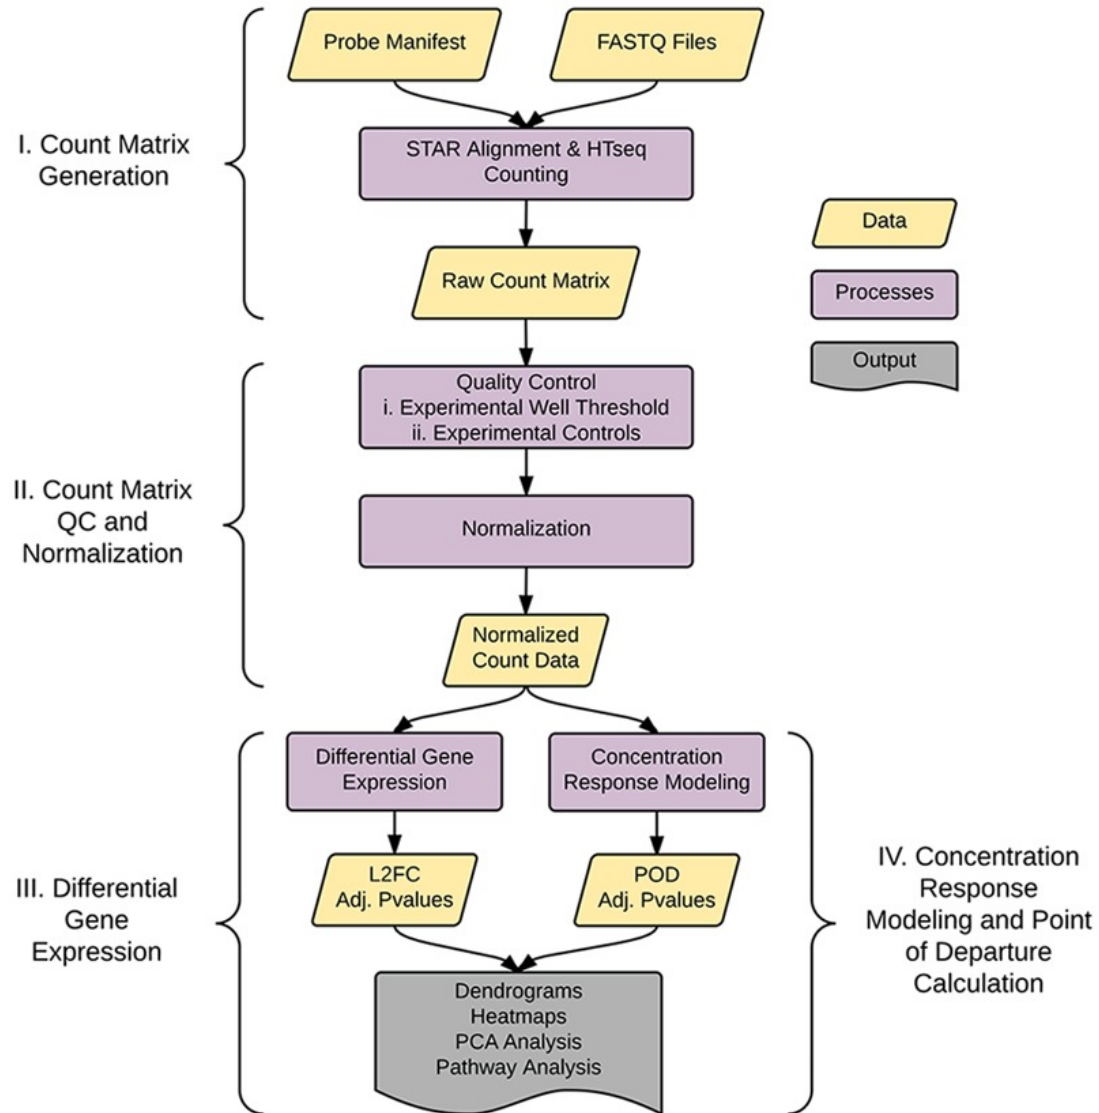 Probe Manifest
FASTQ Files
I. Count Matrix
Generation
STAR Alignment & HTseq
Counting
Raw Count Matrix
Data
Processes
Output
II. Count Matrix
QC and
Normalization
Quality Control
i. Experimental Well Threshold
ii. Experimental Controls
Normalization
Normalized
Count Data
III. Differential
Gene
Expression
Differential Gene
Expression
Concentration
Response Modeling
L2FC
Adj. Pvalues
POD
Adj. Pvalues
Dendrograms
Heatmaps
PCA Analysis
Pathway Analysis
IV. Concentration
Response
Modeling and Point
of Departure
Calculation